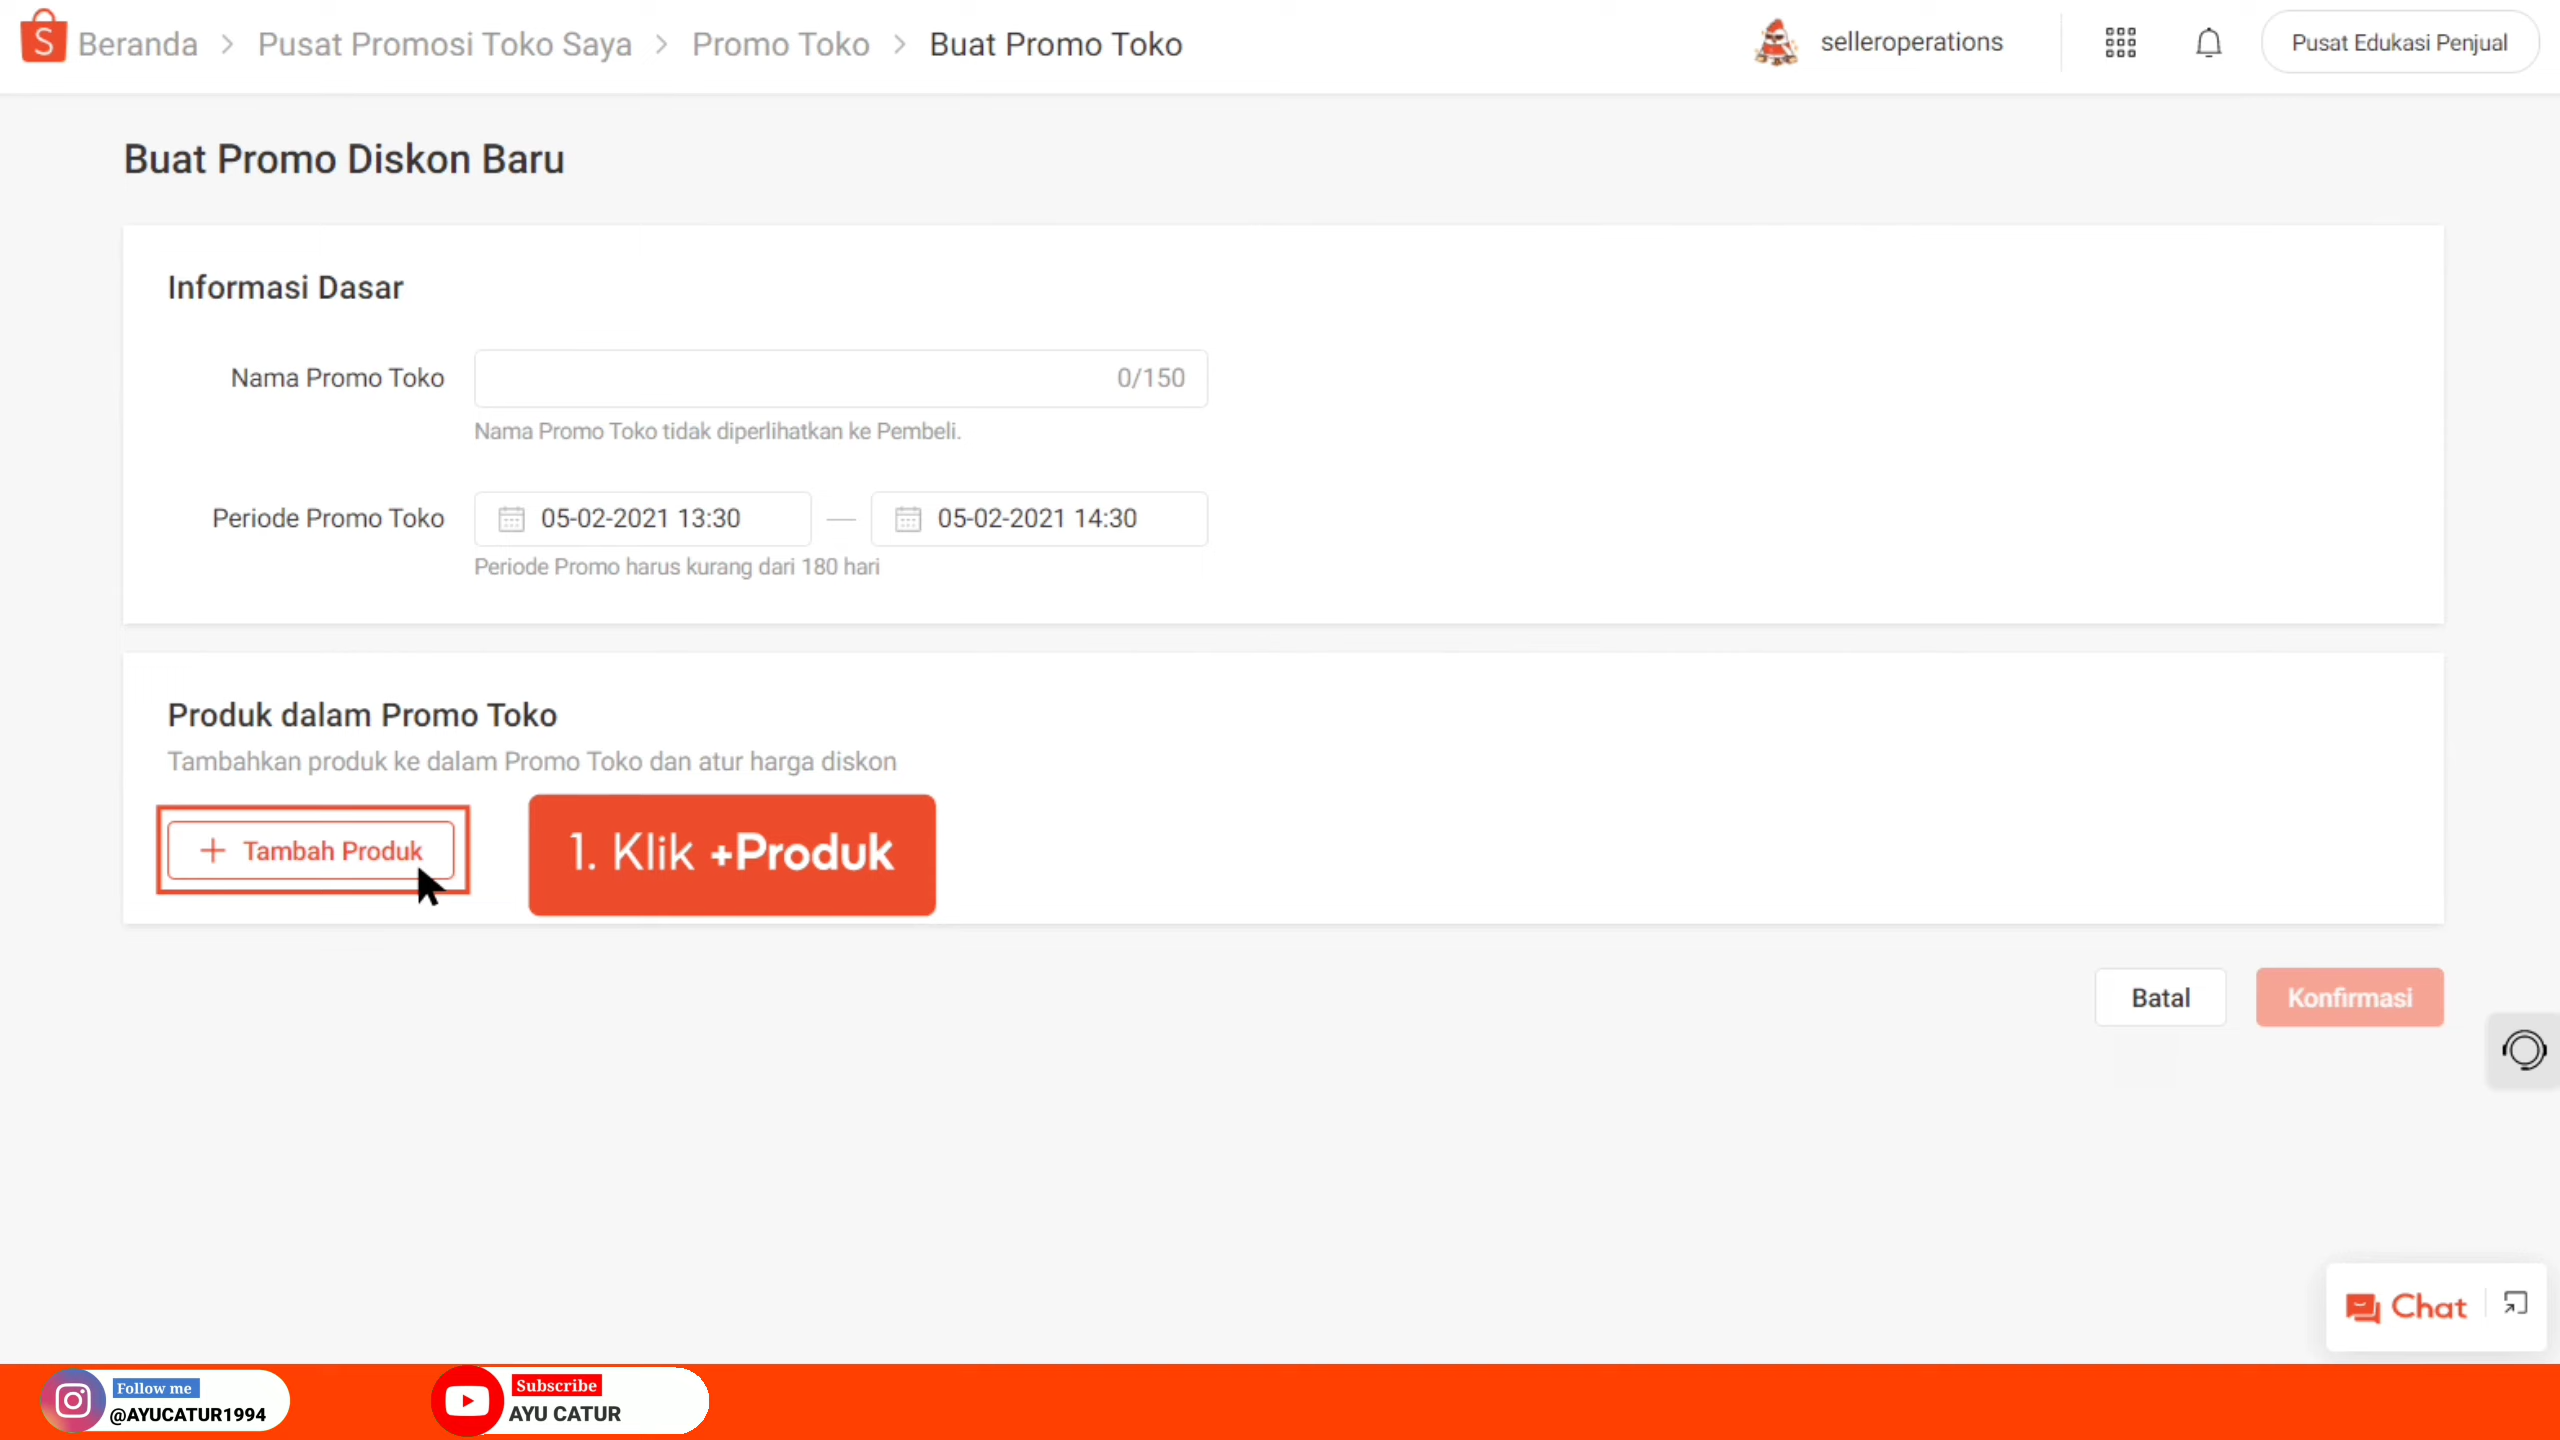 Beranda > Pusat Promosi Toko Saya > Promo Toko > Buat Promo Toko
selleroperations
Pusat Edukasi Penjual
Buat Promo Diskon Baru
Informasi Dasar
Nama Promo Toko
0/150
Nama Promo Toko tidak diperlihatkan ke Pembeli.
Periode Promo Toko
05-02-2021 13:30 — 05-02-2021 14:30
Periode Promo harus kurang dari 180 hari
Produk dalam Promo Toko
Tambahkan produk ke dalam Promo Toko dan atur harga diskon
+ Tambah Produk
1. Klik +Produk
Batal
Konfirmasi
Chat
Follow me
@AYUCATUR1994
Subscribe
AYU CATUR